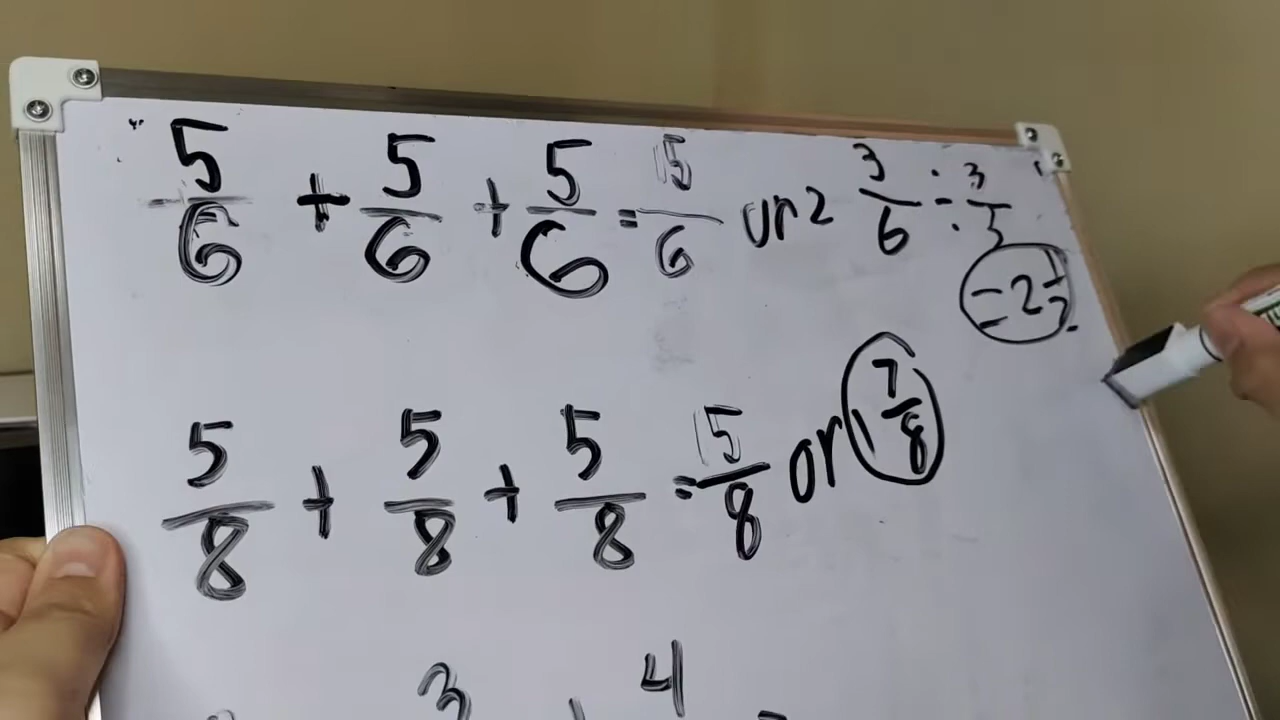 5/6 + 5/6 + 5/6 = 15/6 or 2 3/6 ÷ 3/3
= 2 1/2
5/8 + 5/8 + 5/8 = 15/8 or 1 7/8
3 + 4 =